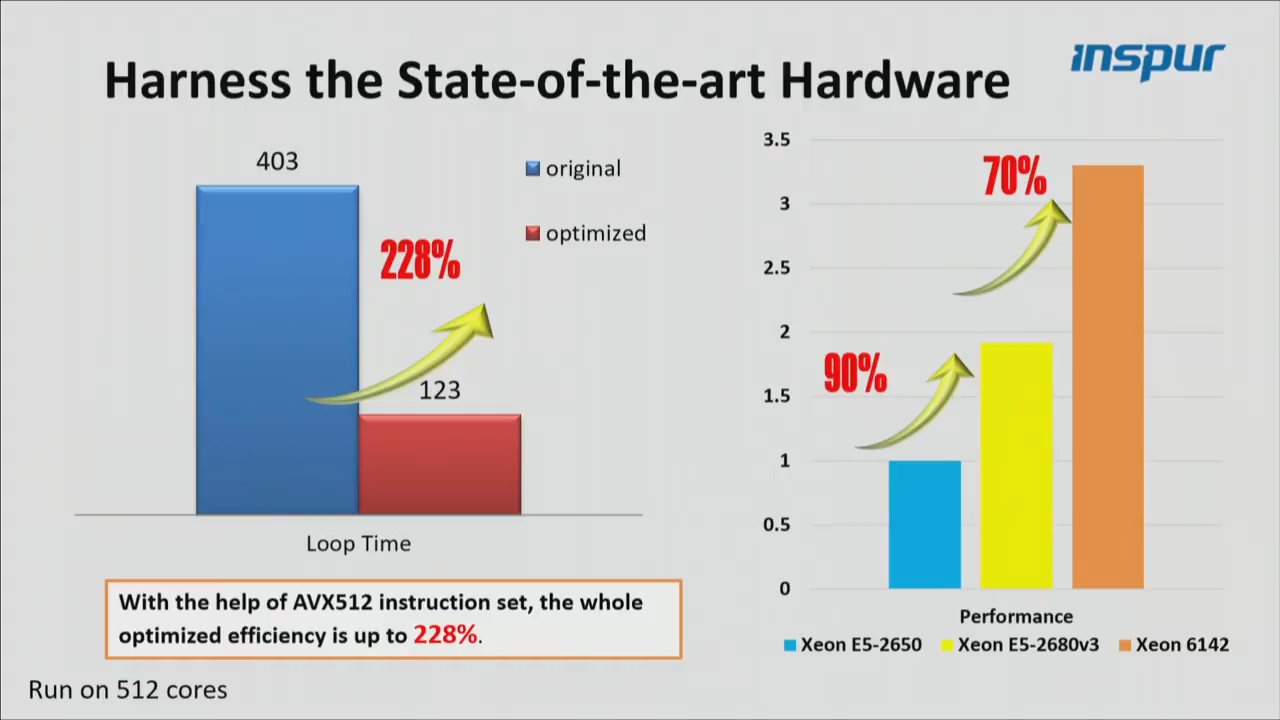 Harness the State-of-the-art Hardware
inspur
403
original
optimized
228%
123
Loop Time
With the help of AVX512 instruction set, the whole
optimized efficiency is up to 228%.
Run on 512 cores
3.5
3
2.5
2
1.5
1
0.5
0
70%
90%
Performance
Xeon E5-2650
Xeon E5-2680v3
Xeon 6142